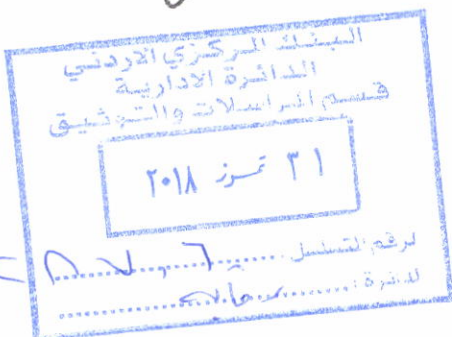 البنك المركزي الاردني
الدائرة الادارية
قسم المراسلات والتوثيق
٣١ تموز ٢٠١٨
الرقم المتسلسل
الدائرة :